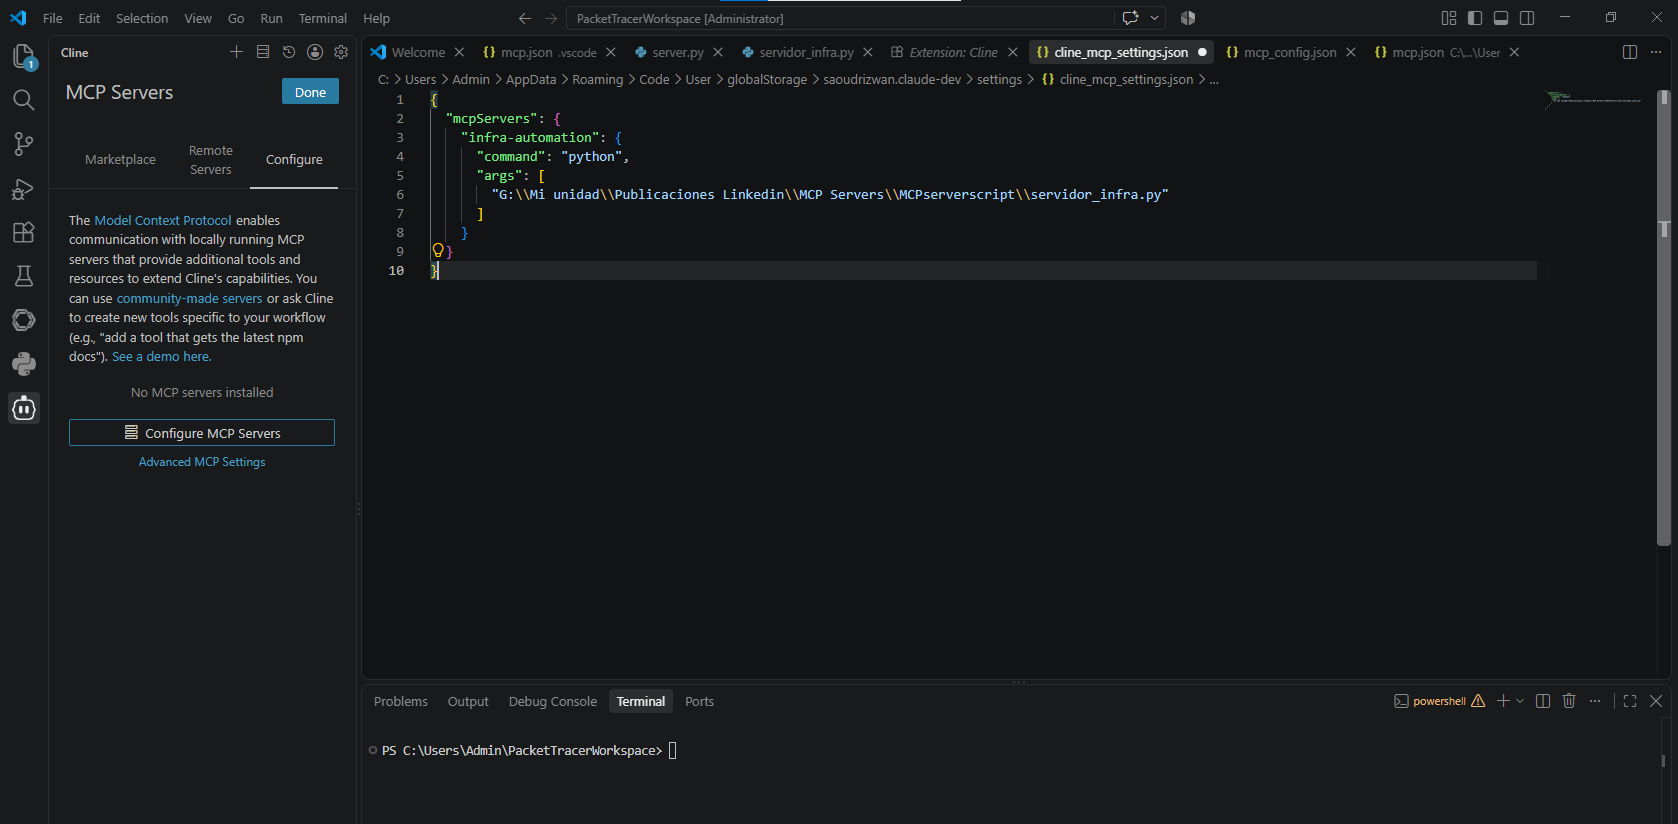 File Edit Selection View Go Run Terminal Help
PacketTracerWorkspace [Administrator]
1
Cline
MCP Servers
Done
Marketplace
Remote Servers
Configure
The Model Context Protocol enables
communication with locally running MCP
servers that provide additional tools and
resources to extend Cline's capabilities. You
can use community-made servers or ask Cline
to create new tools specific to your workflow
(e.g., "add a tool that gets the latest npm
docs"). See a demo here.
No MCP servers installed
Configure MCP Servers
Advanced MCP Settings
Welcome
{} mcp.json .vscode
server.py
servidor_infra.py
Extension: Cline
{} cline_mcp_settings.json
{} mcp_config.json
{} mcp.json C:\...\User
C: > Users > Admin > AppData > Roaming > Code > User > globalStorage > saoudrizwan.claude-dev > settings > {} cline_mcp_settings.json > ...
1 {
2 "mcpServers": {
3 "infra-automation": {
4 "command": "python",
5 "args": [
6 "G:\\Mi unidad\\Publicaciones Linkedin\\MCP Servers\\MCPserverscript\\servidor_infra.py"
7 ]
8 }
9 }
10 }
Problems Output Debug Console Terminal Ports
powershell
PS C:\Users\Admin\PacketTracerWorkspace>